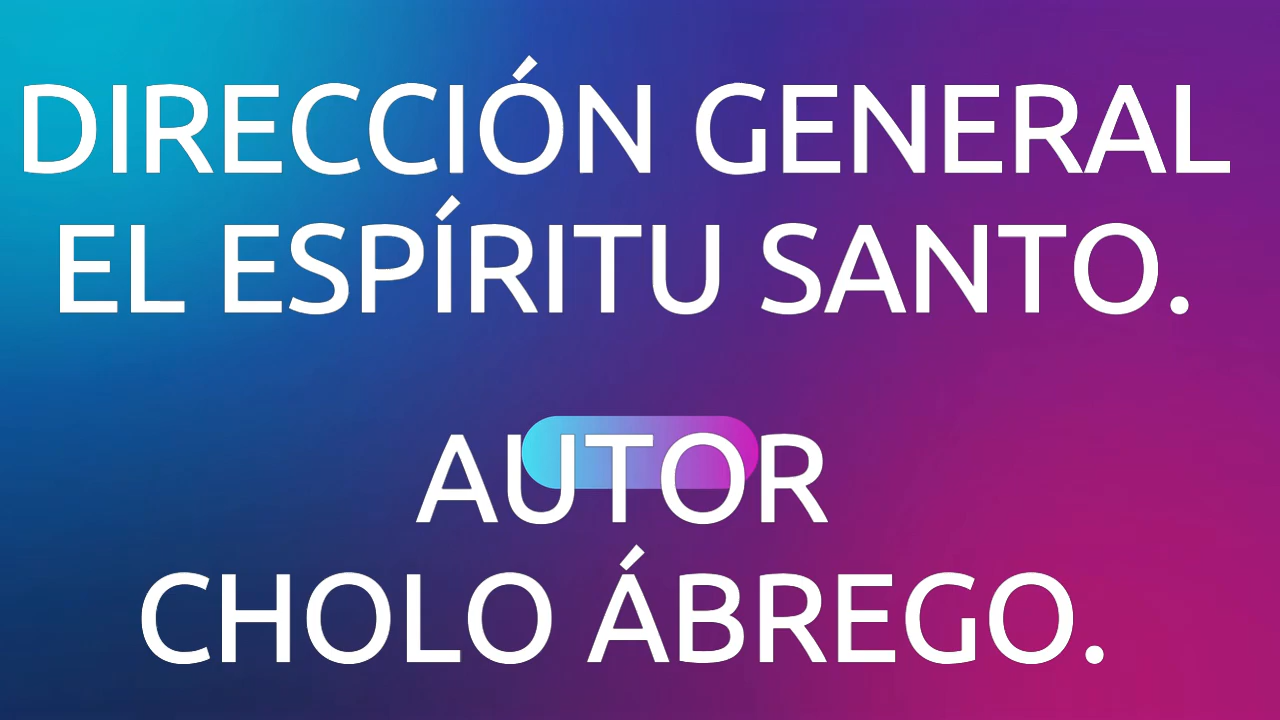 DIRECCIÓN GENERAL
EL ESPÍRITU SANTO.
AUTOR
CHOLO ÁBREGO.